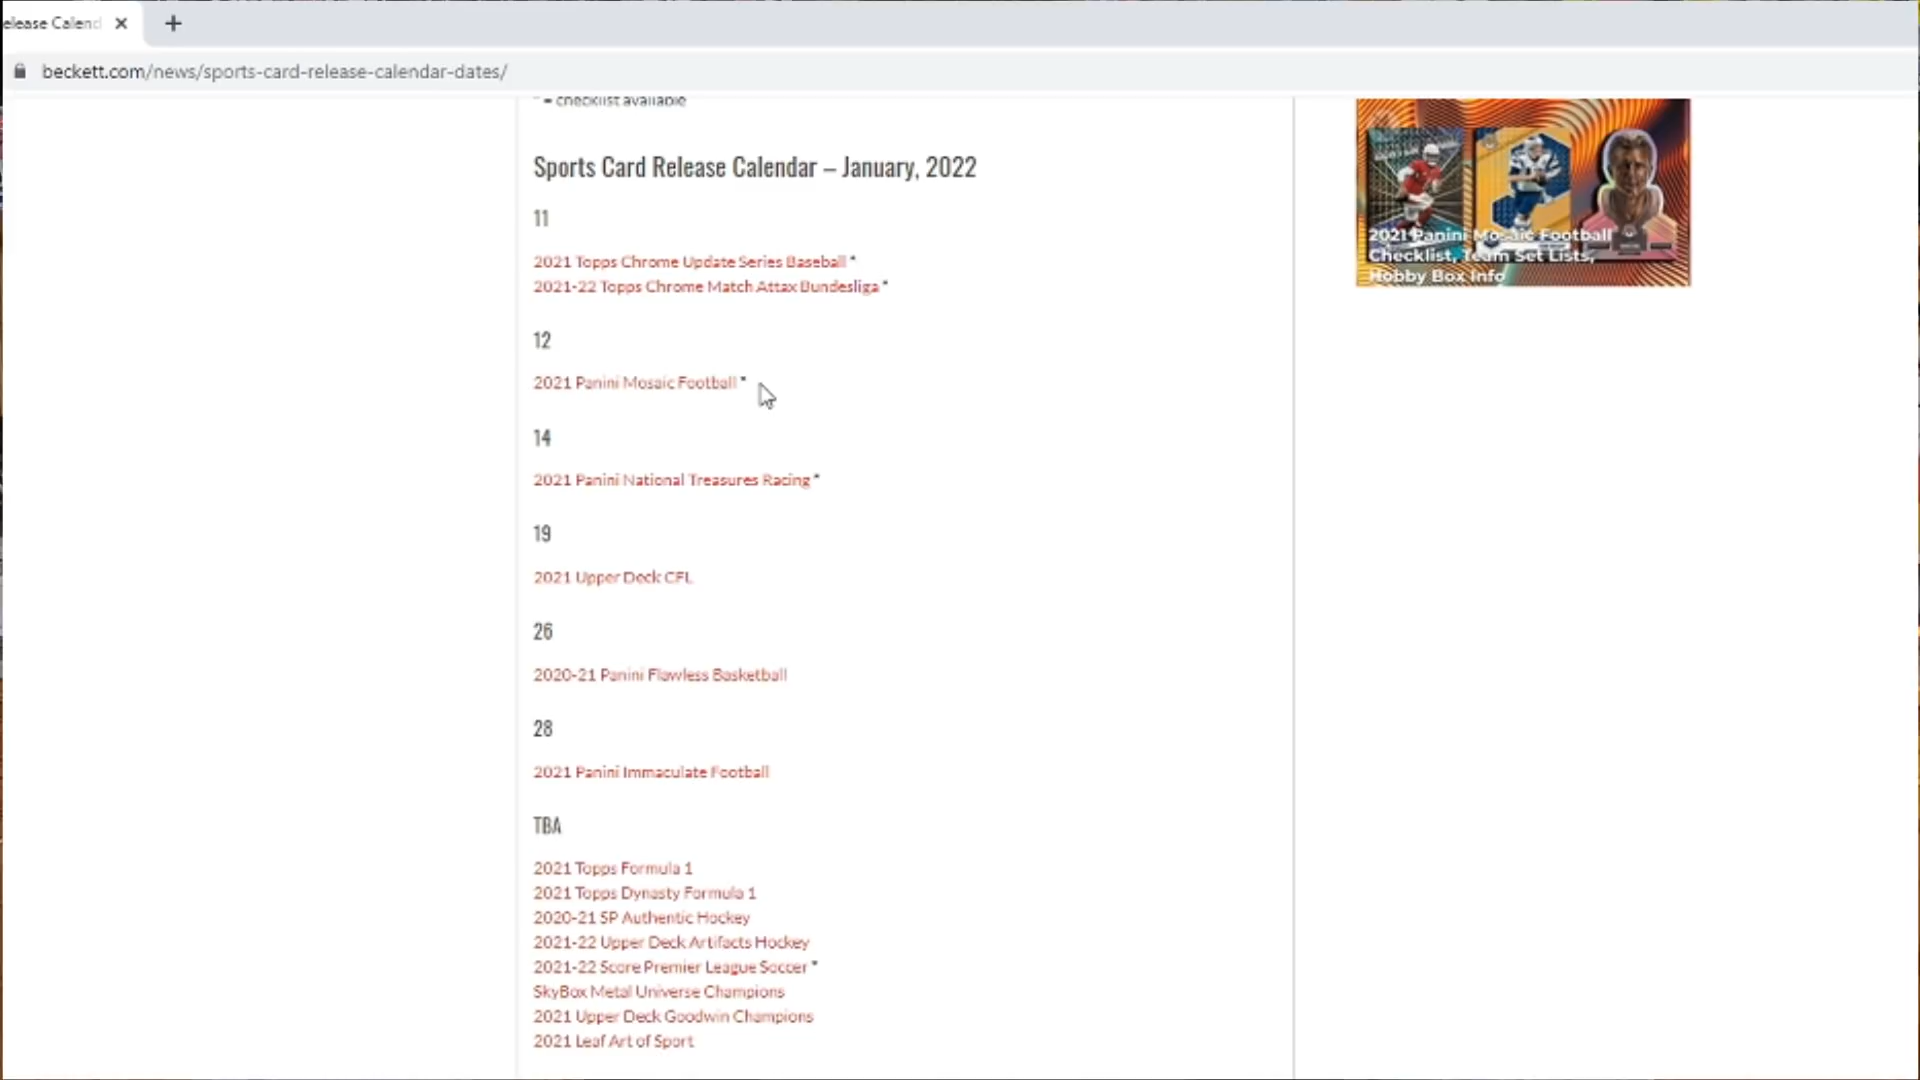 elease Calend
beckett.com/news/sports-card-release-calendar-dates/
* = checklist available
Sports Card Release Calendar – January, 2022
11
2021 Topps Chrome Update Series Baseball *
2021-22 Topps Chrome Match Attax Bundesliga *
12
2021 Panini Mosaic Football *
14
2021 Panini National Treasures Racing *
19
2021 Upper Deck CFL
26
2020-21 Panini Flawless Basketball
28
2021 Panini Immaculate Football
TBA
2021 Topps Formula 1
2021 Topps Dynasty Formula 1
2020-21 SP Authentic Hockey
2021-22 Upper Deck Artifacts Hockey
2021-22 Score Premier League Soccer *
SkyBox Metal Universe Champions
2021 Upper Deck Goodwin Champions
2021 Leaf Art of Sport
2021 Panini Mosaic Football
Checklist, Team Set Lists,
Hobby Box Info